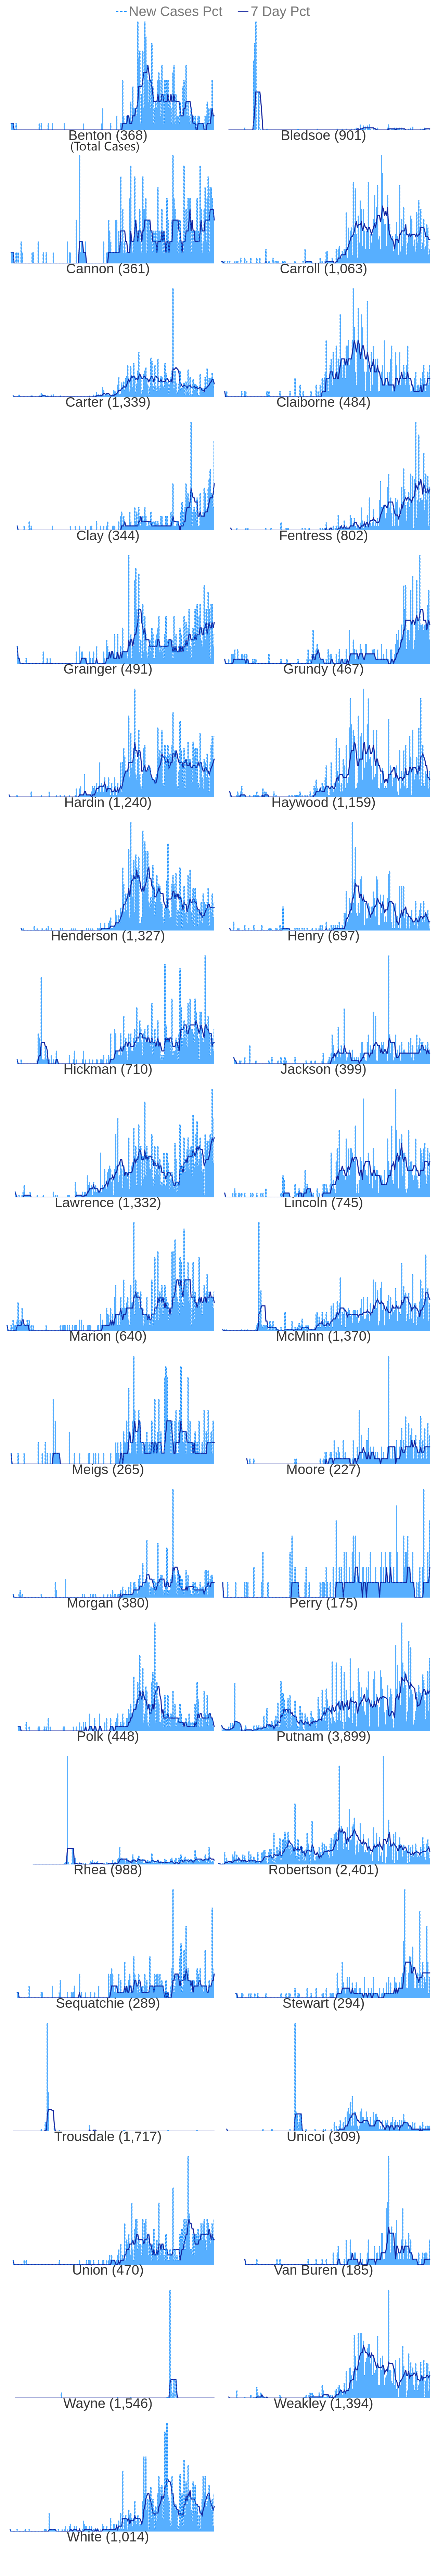 New Cases Pct 7 Day Pct
Benton (368) Bledsoe (901)
(Total Cases)
Cannon (361) Carroll (1,063)
Carter (1,339) Claiborne (484)
Clay (344) Fentress (802)
Grainger (491) Grundy (467)
Hardin (1,240) Haywood (1,159)
Henderson (1,327) Henry (697)
Hickman (710) Jackson (399)
Lawrence (1,332) Lincoln (745)
Marion (640) McMinn (1,370)
Meigs (265) Moore (227)
Morgan (380) Perry (175)
Polk (448) Putnam (3,899)
Rhea (988) Robertson (2,401)
Sequatchie (289) Stewart (294)
Trousdale (1,717) Unicoi (309)
Union (470) Van Buren (185)
Wayne (1,546) Weakley (1,394)
White (1,014)